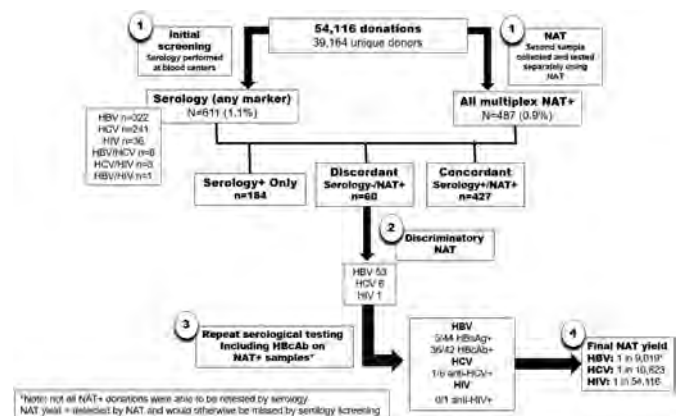 54,116 donations
39,164 unique donors
1
Initial
screening
Serology performed
at blood centers
1
NAT
Second sample
collected and tested
separately using
NAT
Serology (any marker)
N=611 (1.1%)
All multiplex NAT+
N=487 (0.9%)
HBV n=322
HCV n=241
HIV n=36
HBV/HCV n=8
HCV/HIV n=3
HBV/HIV n=1
Serology+ Only
n=184
Discordant
Serology-/NAT+
n=60
Concordant
Serology+/NAT+
n=427
2
Discriminatory
NAT
HBV 53
HCV 6
HIV 1
3
Repeat serological testing
Including HBcAb on
NAT+ samples*
HBV
5/44 HBsAg+
36/42 HBcAb+
HCV
1/6 anti-HCV+
HIV
0/1 anti-HIV+
4
Final NAT yield
HBV: 1 in 9,019*
HCV: 1 in 10,823
HIV: 1 in 54,116
*Note: not all NAT+ donations were able to be retested by serology
NAT yield = detected by NAT and would otherwise be missed by serology screening